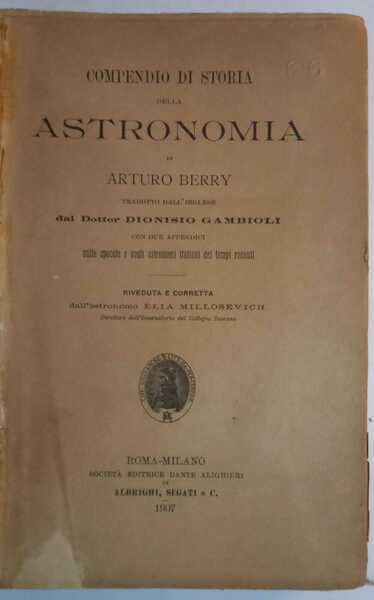 COMPENDIO DI STORIA
DELLA
ASTRONOMIA
DI
ARTURO BERRY
TRADOTTO DALL'INGLESE
dal Dottor DIONISIO GAMBIOLI
CON DUE APPENDICI
sulle specole e sugli astronomi italiani dei tempi recenti
RIVEDUTA E CORRETTA
dall'astronomo ELIA MILLOSEVICH
Direttore dell'Osservatorio del Collegio Romano
ROMA-MILANO
SOCIETÀ EDITRICE DANTE ALIGHIERI
DI
ALBRIGHI, SEGATI & C.
1907